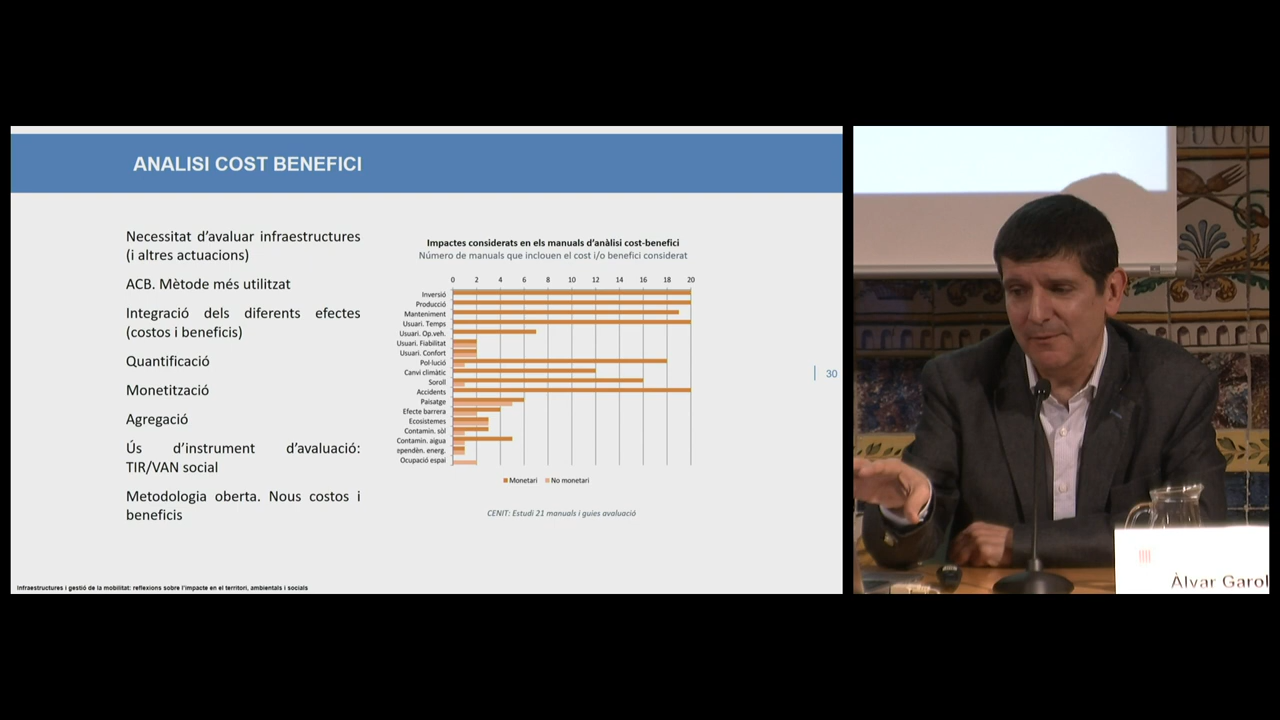 ANALISI COST BENEFICI
Necessitat d’avaluar infraestructures
(i altres actuacions)
ACB. Mètode més utilitzat
Integració dels diferents efectes
(costos i beneficis)
Quantificació
Monetització
Agregació
Ús d’instrument d’avaluació:
TIR/VAN social
Metodologia oberta. Nous costos i
beneficis
Impactes considerats en els manuals d’anàlisi cost-benefici
Número de manuals que inclouen el cost i/o benefici considerat
0 2 4 6 8 10 12 14 16 18 20
Inversió
Producció
Manteniment
Usuari. Temps
Usuari. Op.veh.
Usuari. Fiabilitat
Usuari. Confort
Pol·lució
Canvi climàtic
Soroll
Accidents
Paisatge
Efecte barrera
Ecosistemes
Contamin. sòl
Contamin. aigua
ependèn. energ.
Ocupació espai
Monetari No monetari
CENIT: Estudi 21 manuals i guies avaluació
30
Infraestructures i gestió de la mobilitat: reflexions sobre l’impacte en el territori, ambientals i socials
Àlvar Garol